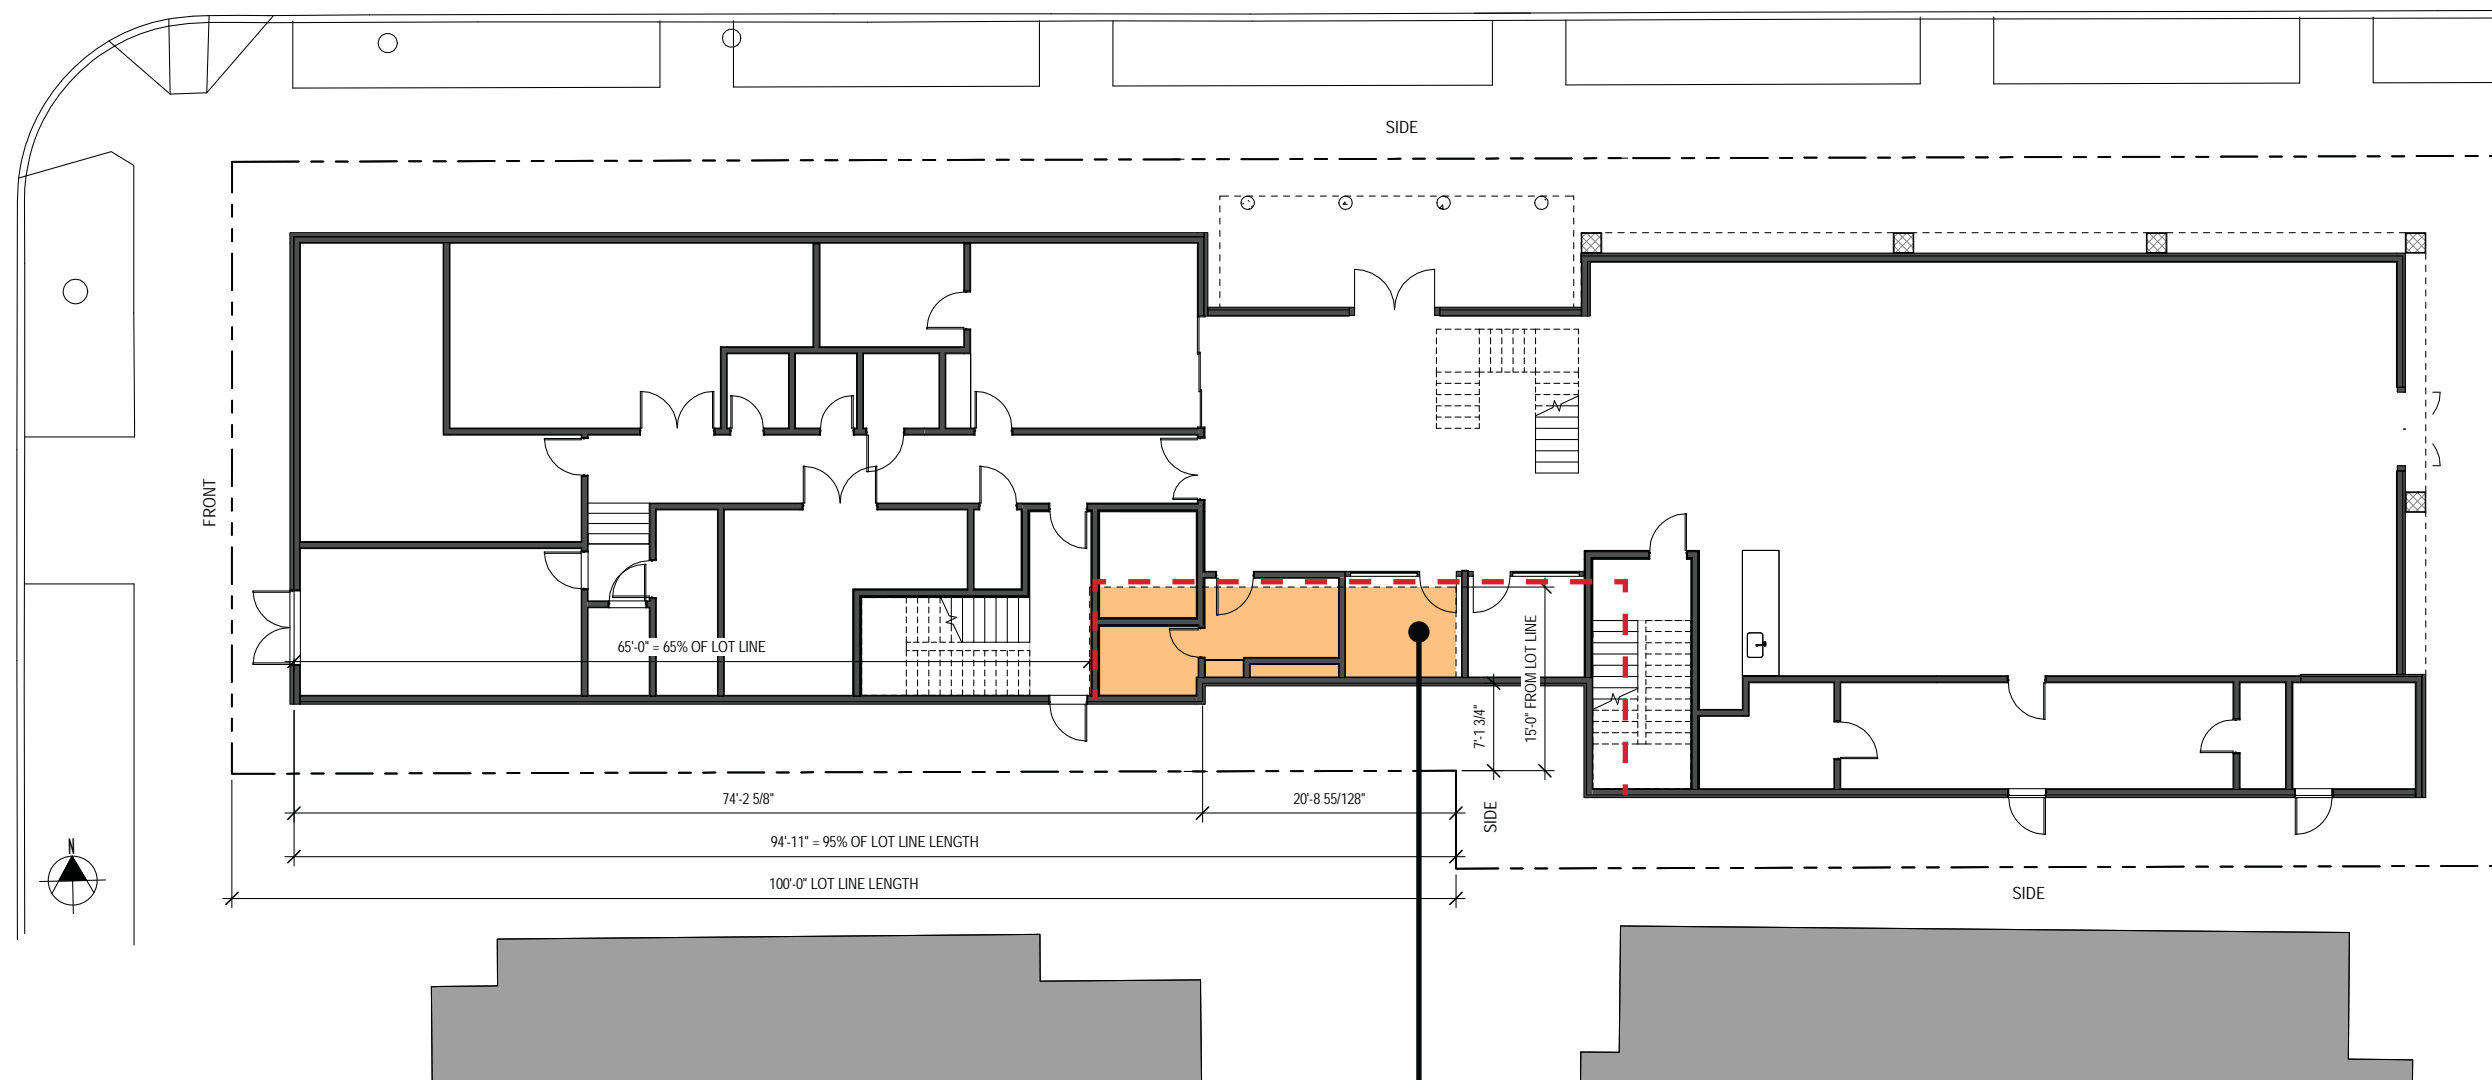 SIDE
FRONT
65'-0" = 65% OF LOT LINE
15'-0" FROM LOT LINE
7'-1 3/4"
74'-2 5/8"
20'-8 55/128"
SIDE
94'-11" = 95% OF LOT LINE LENGTH
N
100'-0" LOT LINE LENGTH
SIDE